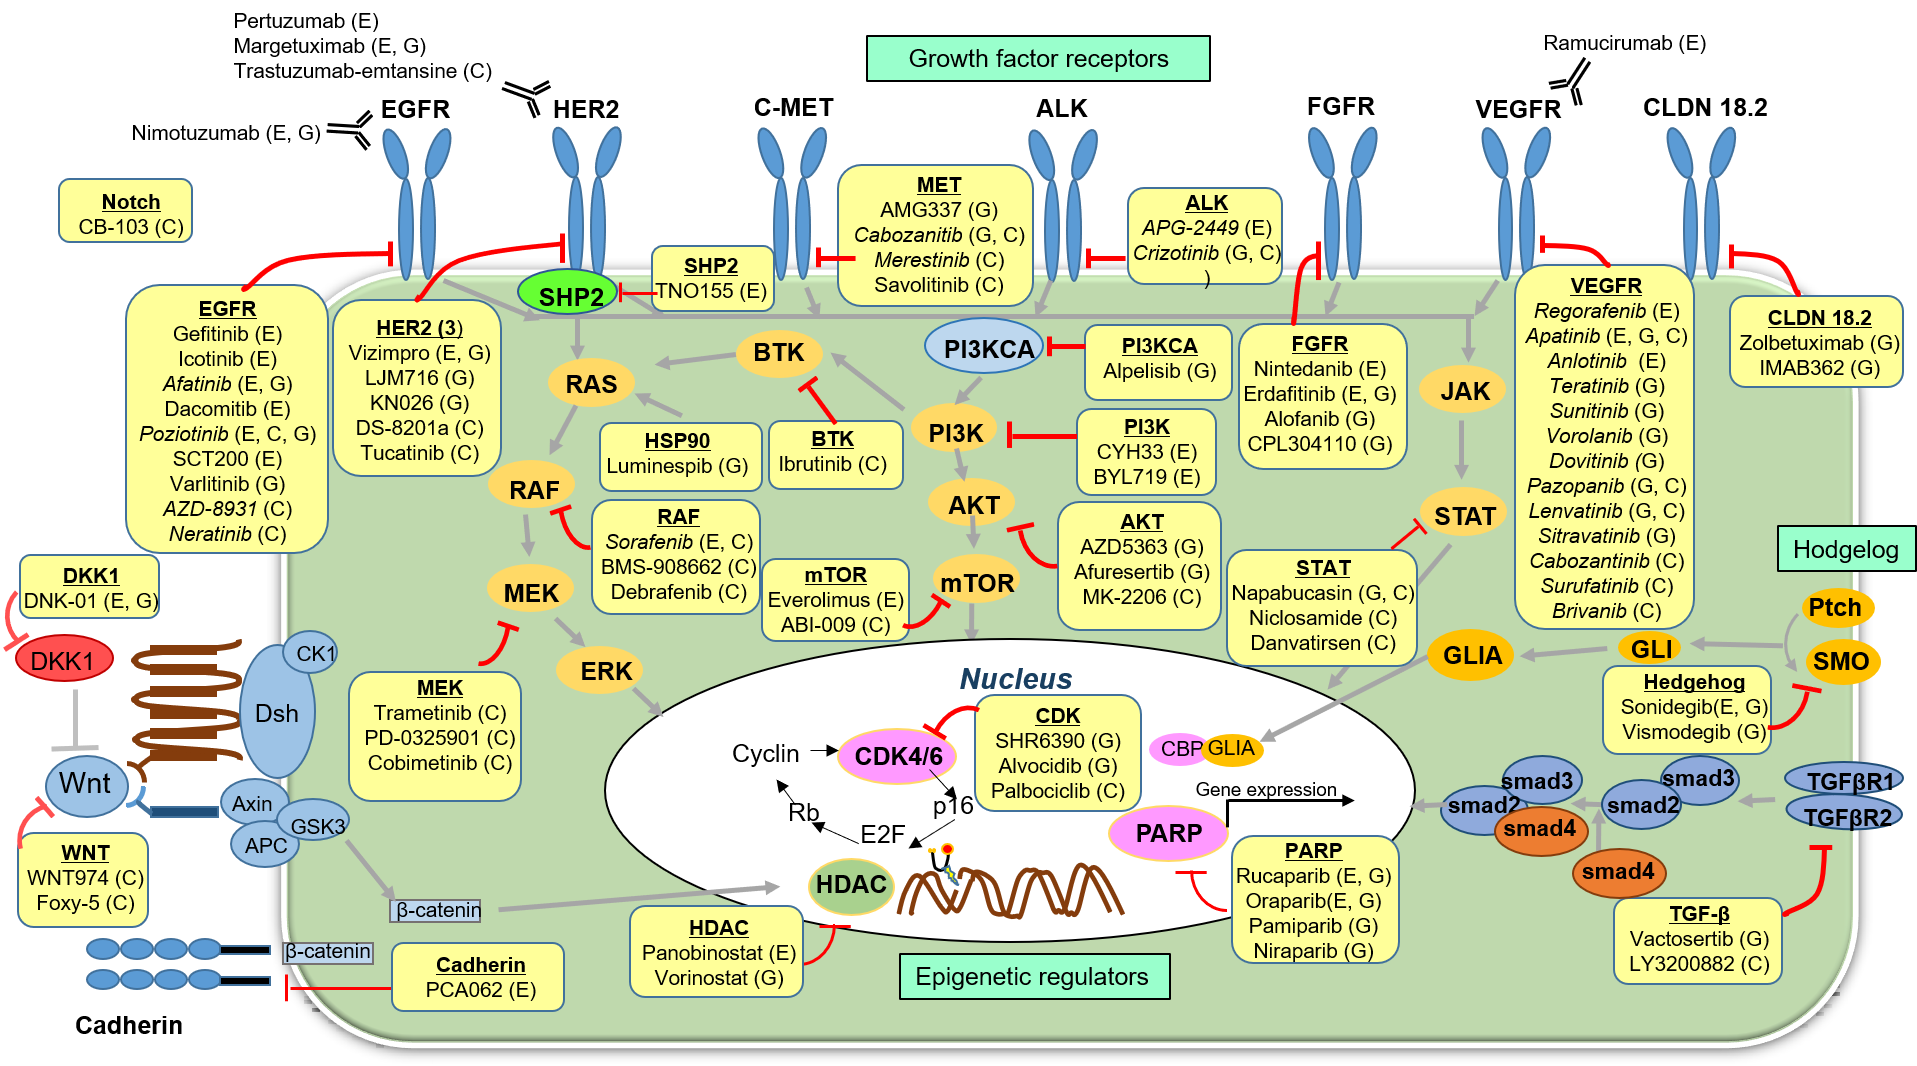 Pertuzumab (E)
Margetuximab (E, G)
Trastuzumab-emtansine (C)
Growth factor receptors
Ramucirumab (E)
Nimotuzumab (E, G)
EGFR
HER2
C-MET
ALK
FGFR
VEGFR
CLDN 18.2
Notch
CB-103 (C)
MET
AMG337 (G)
Cabozanitib (G, C)
Merestinib (C)
Savolitinib (C)
ALK
APG-2449 (E)
Crizotinib (G, C)
)
SHP2
SHP2
TNO155 (E)
EGFR
Gefitinib (E)
Icotinib (E)
Afatinib (E, G)
Dacomitib (E)
Poziotinib (E, C, G)
SCT200 (E)
Varlitinib (G)
AZD-8931 (C)
Neratinib (C)
HER2 (3)
Vizimpro (E, G)
LJM716 (G)
KN026 (G)
DS-8201a (C)
Tucatinib (C)
RAS
BTK
PI3KCA
PI3KCA
Alpelisib (G)
FGFR
Nintedanib (E)
Erdafitinib (E, G)
Alofanib (G)
CPL304110 (G)
JAK
VEGFR
Regorafenib (E)
Apatinib (E, G, C)
Anlotinib (E)
Teratinib (G)
Sunitinib (G)
Vorolanib (G)
Dovitinib (G)
Pazopanib (G, C)
Lenvatinib (G, C)
Sitravatinib (G)
Cabozantinib (C)
Surufatinib (C)
Brivanib (C)
CLDN 18.2
Zolbetuximab (G)
IMAB362 (G)
HSP90
Luminespib (G)
BTK
Ibrutinib (C)
PI3K
PI3K
CYH33 (E)
BYL719 (E)
RAF
RAF
Sorafenib (E, C)
BMS-908662 (C)
Debrafenib (C)
AKT
AKT
AZD5363 (G)
Afuresertib (G)
MK-2206 (C)
STAT
STAT
Napabucasin (G, C)
Niclosamide (C)
Danvatirsen (C)
Hodgelog
DKK1
DNK-01 (E, G)
MEK
mTOR
Everolimus (E)
ABI-009 (C)
mTOR
Ptch
DKK1
CK1
Dsh
ERK
GLIA
GLI
SMO
MEK
Trametinib (C)
PD-0325901 (C)
Cobimetinib (C)
Nucleus
Hedgehog
Sonidegib(E, G)
Vismodegib (G)
Cyclin
CDK4/6
CDK
SHR6390 (G)
Alvocidib (G)
Palbociclib (C)
CBP
GLIA
Wnt
Axin
APC
GSK3
Rb
p16
E2F
Gene expression
PARP
smad3
smad2
smad4
smad3
smad2
smad4
TGFβR1
TGFβR2
WNT
WNT974 (C)
Foxy-5 (C)
HDAC
PARP
Rucaparib (E, G)
Oraparib(E, G)
Pamiparib (G)
Niraparib (G)
β-catenin
HDAC
Panobinostat (E)
Vorinostat (G)
TGF-β
Vactosertib (G)
LY3200882 (C)
β-catenin
Cadherin
PCA062 (E)
Epigenetic regulators
Cadherin